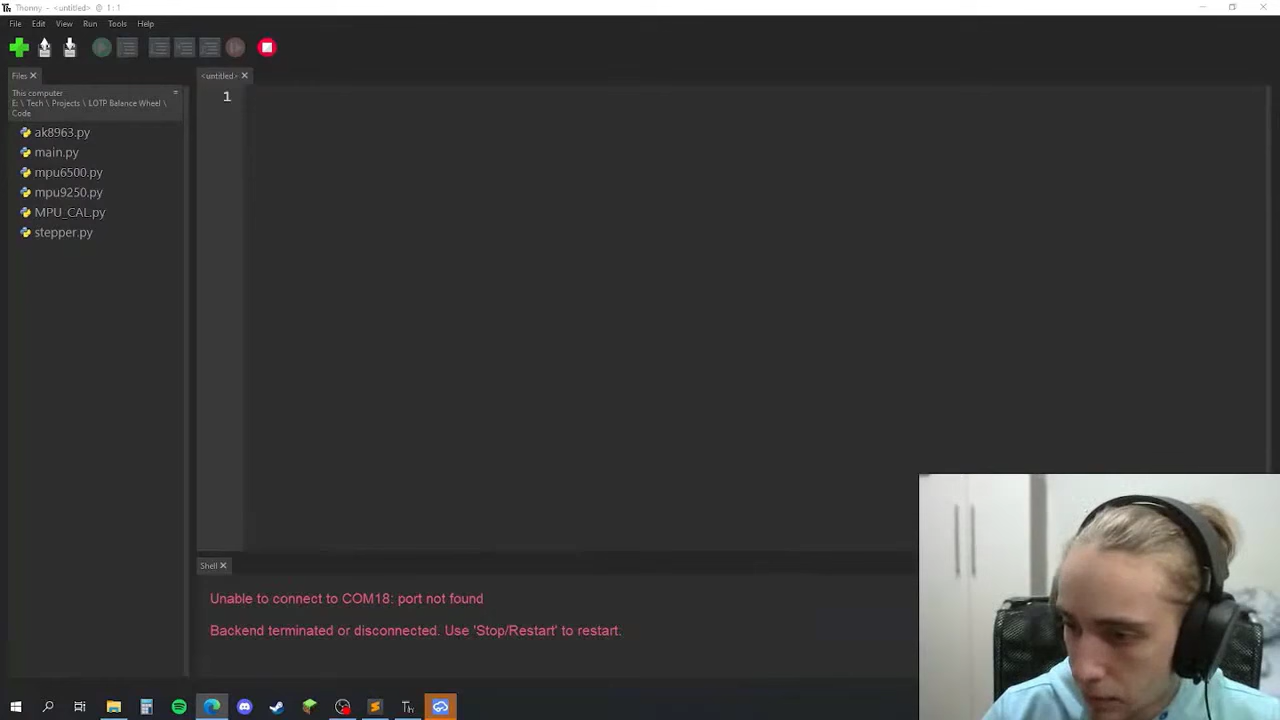 Thonny - <untitled> @ 1:1
File Edit View Run Tools Help
Files
<untitled>
This computer
E: \ Tech \ Projects \ LOTP Balance Wheel \
Code
1
ak8963.py
main.py
mpu6500.py
mpu9250.py
MPU_CAL.py
stepper.py
Shell
Unable to connect to COM18: port not found
Backend terminated or disconnected. Use 'Stop/Restart' to restart.
Th